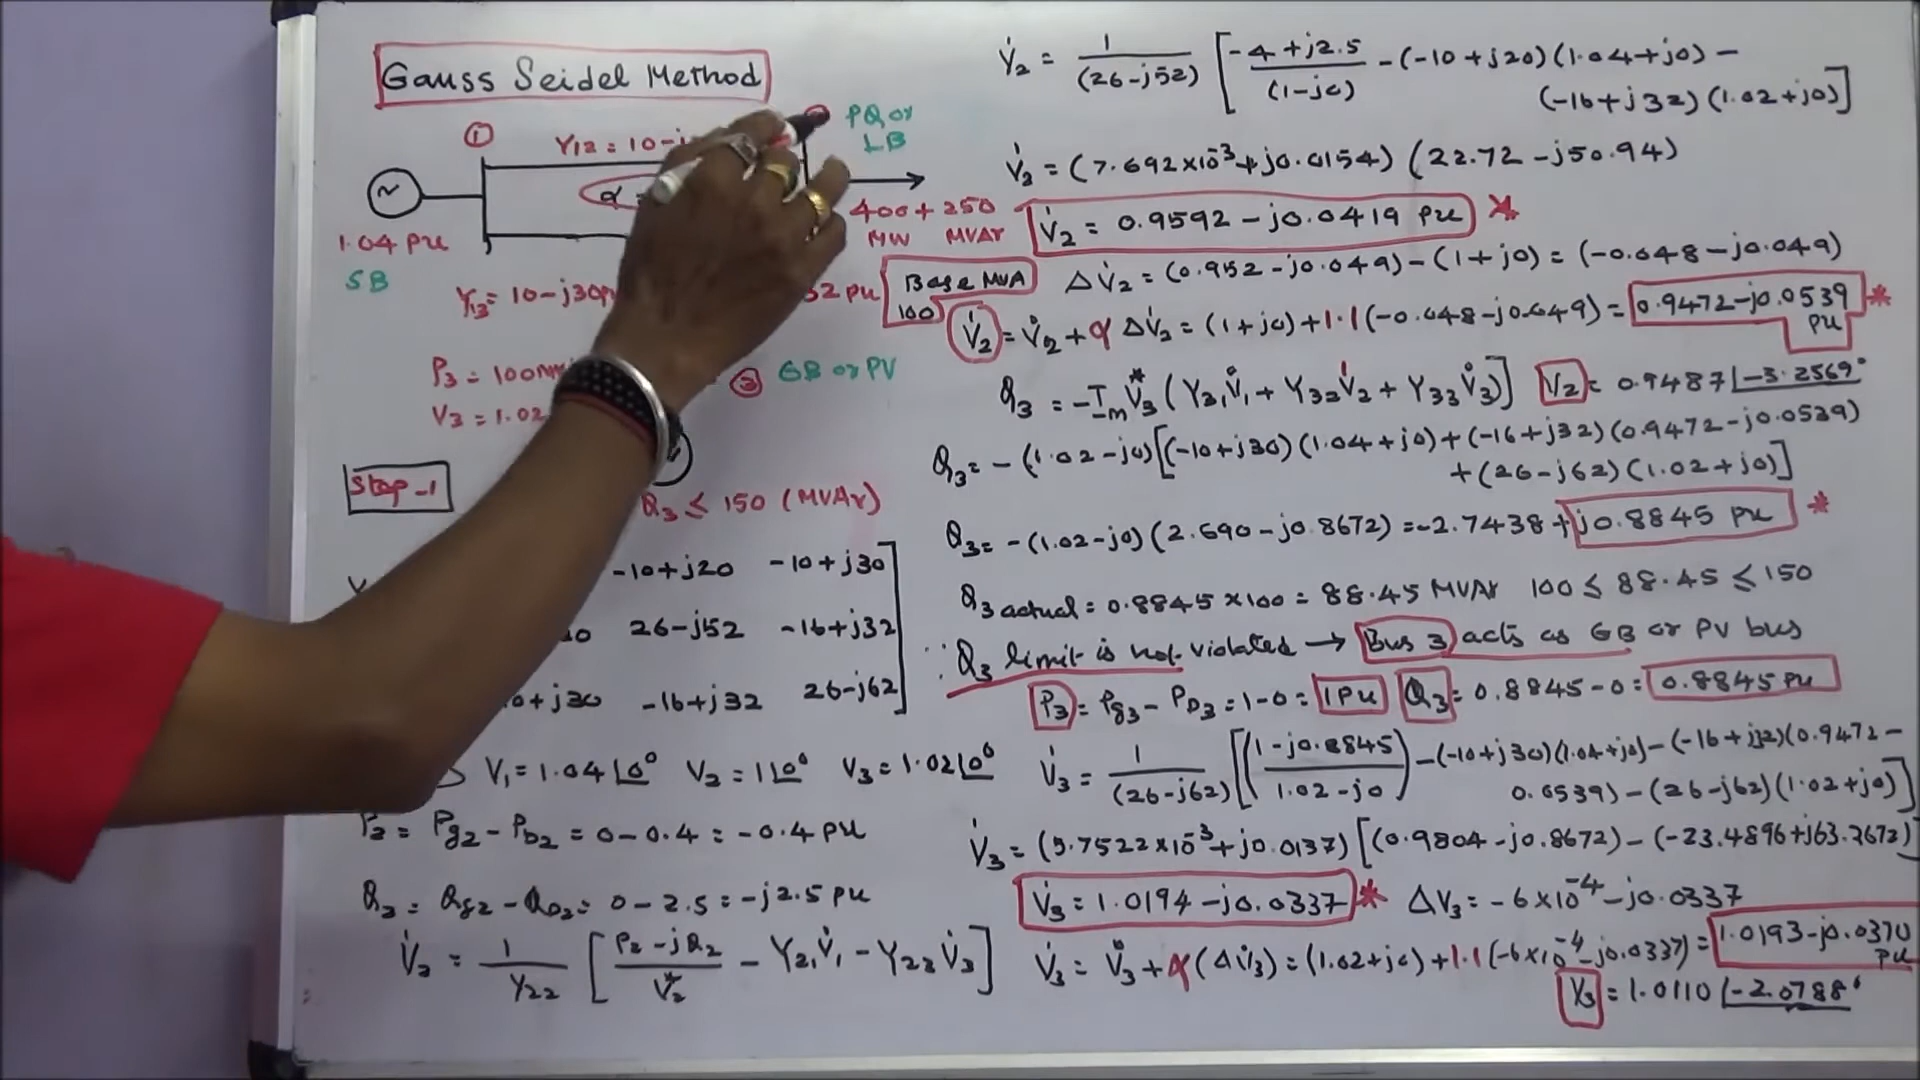 Gauss Seidel Method
①
Y12 = 10-j
PQ or
LB
~
α
1.04 PU
SB
400 + 250
MW MVAr
Y13 = 10-j30P
32 PU
Base MVA
100
P3 = 100M
V3 = 1.02
③ GB or PV
Step-1
Q3 ≤ 150 (MVAr)
-10+j20 -10+j30
26-j52 -16+j32
0+j30 -16+j32 26-j62
V1 = 1.04∠0° V2 = 1∠0° V3 = 1.02∠0°
P2 = Pg2 - PD2 = 0 - 0.4 = -0.4 pu
Q2 = Qg2 - QD2 = 0 - 2.5 = -j2.5 pu
V̇2 = 1/Y22 [ (P2 - jQ2)/V2* - Y21V1 - Y23V3 ]
V2 = 1/(26-j52) [ (-4+j2.5)/(1-j0) - (-10+j20)(1.04+j0) -
(-16+j32)(1.02+j0)]
V2 = (7.692×10^-3 + j0.0154) (22.72 - j50.94)
V2 = 0.9592 - j0.0419 pu *
ΔV2 = (0.952 - j0.049) - (1+j0) = (-0.048 - j0.049)
V2 = V2 + α ΔV2 = (1+j0) + 1.1(-0.048 - j0.049) = 0.9472 - j0.0539 pu *
Q3 = -Im V3* (Y31V1 + Y32V2 + Y33V3)] V2 = 0.9487∠-3.2569°
Q3 = -(1.02-j0)[(-10+j30)(1.04+j0) + (-16+j32)(0.9472-j0.0539)
+ (26-j62)(1.02+j0)]
Q3 = -(1.02-j0)(2.690-j0.8672) = -2.7438 + j0.8845 pu *
Q3 actual = 0.8845 × 100 = 88.45 MVAr 100 ≤ 88.45 ≤ 150
∴ Q3 limit is not violated → Bus 3 acts as GB or PV bus
P3 = Pg3 - PD3 = 1 - 0 = 1 PU Q3 = 0.8845 - 0 = 0.8845 pu
V3 = 1/(26-j62) [ (1-j0.8845)/(1.02-j0) - (-10+j30)(1.04+j0) - (-16+j32)(0.9472 -
0.0539) - (26-j62)(1.02+j0)]
V3 = (5.7522×10^-3 + j0.0137) [(0.9804 - j0.8672) - (-23.4896 + j63.2672)]
V3 = 1.0194 - j0.0337 * ΔV3 = -6×10^-4 - j0.0337
V3 = V3 + α(ΔV3) = (1.02+j0) + 1.1(-6×10^-4 - j0.0337) = 1.0193 - j0.0370 pu
V3 = 1.0110∠-2.0788°